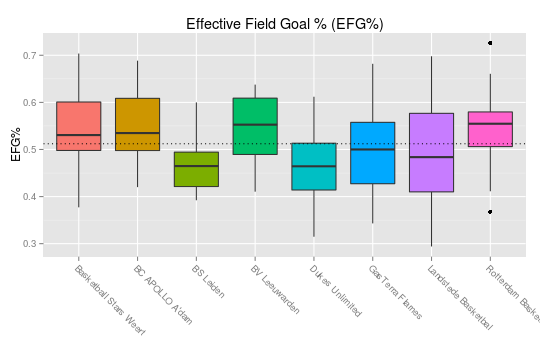 Effective Field Goal % (EFG%)
EFG%
0.7
0.6
0.5
0.4
0.3
Basketball Stars Weert
BC APOLLO A'dam
BS Leiden
BV Leeuwarden
Dukes Unlimited
GasTerra Flames
Landstede Basketbal
Rotterdam Basket